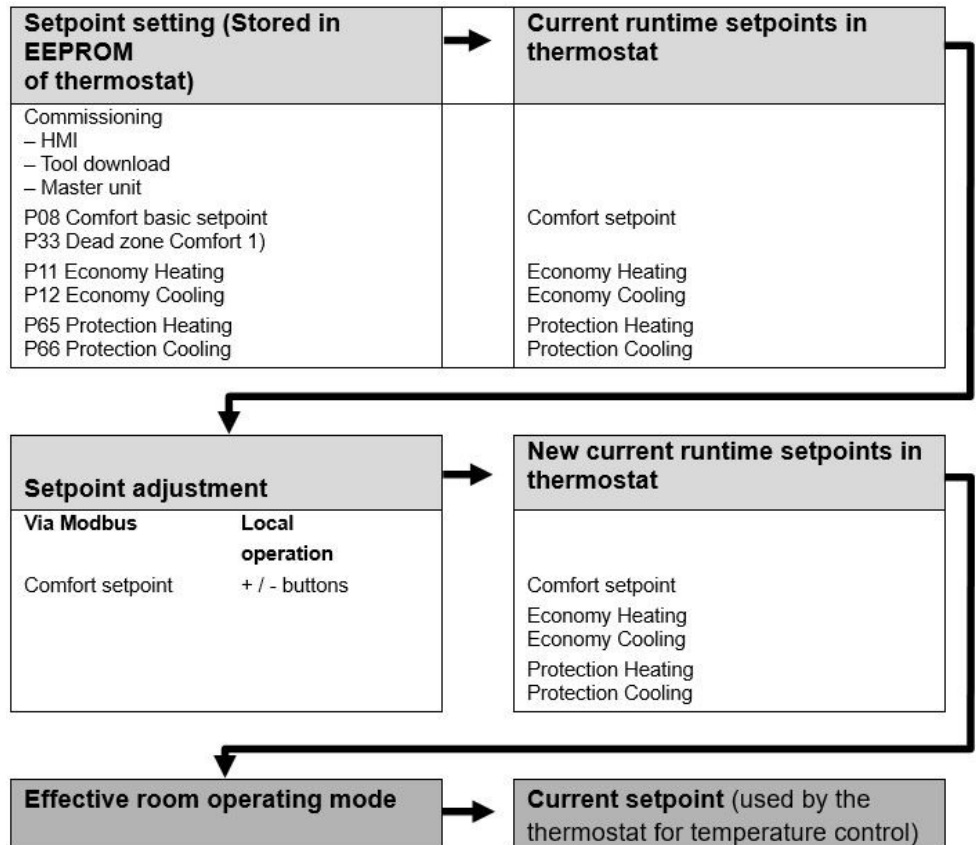 Setpoint setting (Stored in
EEPROM
of thermostat)
Current runtime setpoints in
thermostat
Commissioning
– HMI
– Tool download
– Master unit
P08 Comfort basic setpoint
P33 Dead zone Comfort 1)
Comfort setpoint
P11 Economy Heating
P12 Economy Cooling
Economy Heating
Economy Cooling
P65 Protection Heating
P66 Protection Cooling
Protection Heating
Protection Cooling
Setpoint adjustment
New current runtime setpoints in
thermostat
Via Modbus
Local
operation
Comfort setpoint
+ / - buttons
Comfort setpoint
Economy Heating
Economy Cooling
Protection Heating
Protection Cooling
Effective room operating mode
Current setpoint (used by the
thermostat for temperature control)